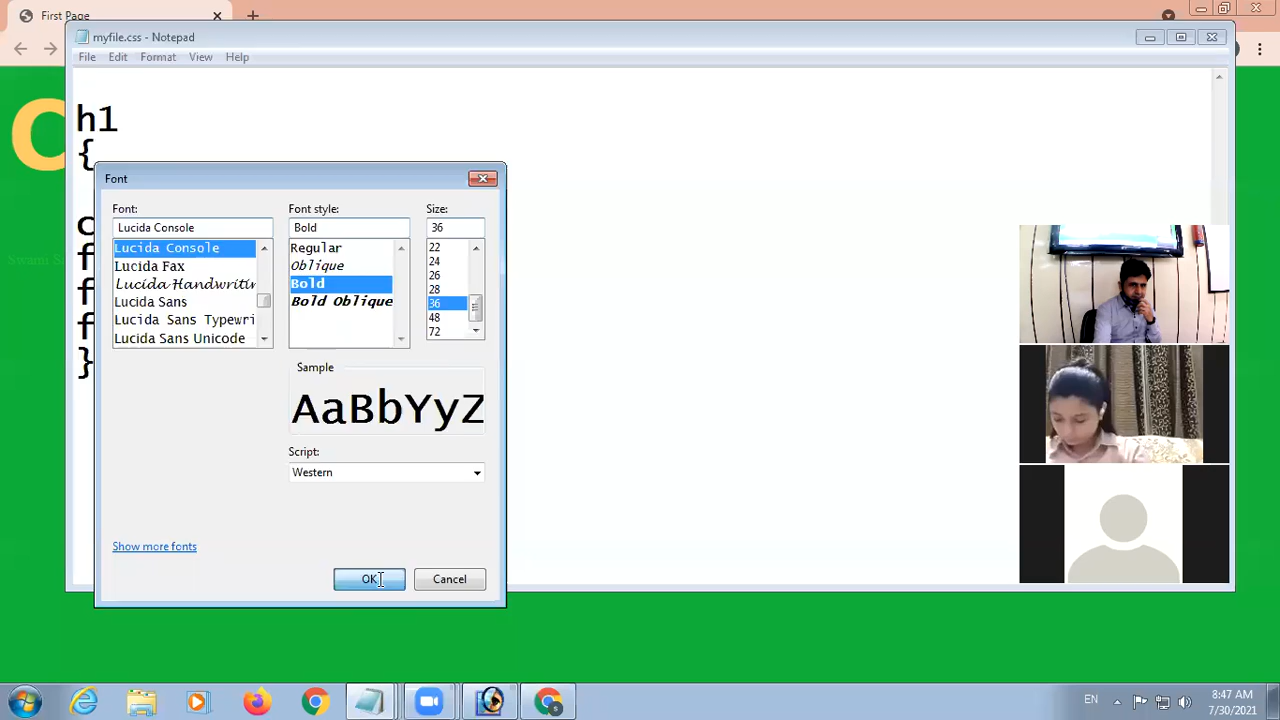 First Page
myfile.css - Notepad
File Edit Format View Help
h1
{
Font
Font: Font style: Size:
Lucida Console Bold 36
Lucida Console Regular 22
Lucida Fax Oblique 24
Lucida Handwritin Bold 26
Lucida Sans Bold Oblique 28
Lucida Sans Typewri 36
Lucida Sans Unicode 48
72
c
f
f
f
}
Sample
AaBbYyZ
Script:
Western
Show more fonts
OK Cancel
C
EN
8:47 AM
7/30/2021